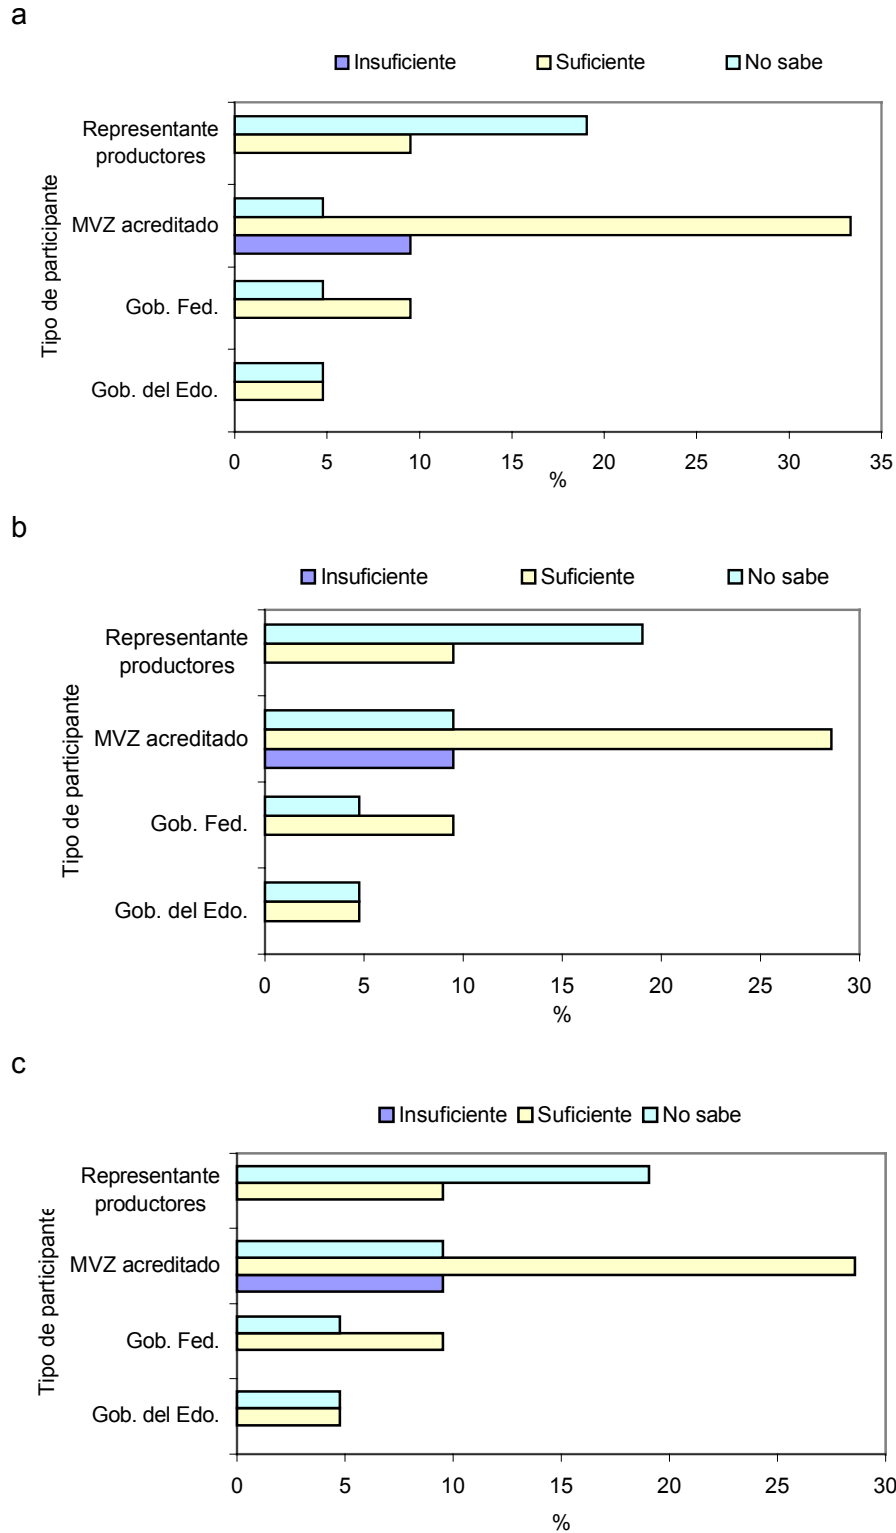 a
Insuficiente Suficiente No sabe
Representante
productores
MVZ acreditado
Gob. Fed.
Gob. del Edo.
Tipo de participante
0 5 10 15 20 25 30 35
%
b
Insuficiente Suficiente No sabe
Representante
productores
MVZ acreditado
Gob. Fed.
Gob. del Edo.
Tipo de participante
0 5 10 15 20 25 30
%
c
Insuficiente Suficiente No sabe
Representante
productores
MVZ acreditado
Gob. Fed.
Gob. del Edo.
Tipo de participante
0 5 10 15 20 25 30
%